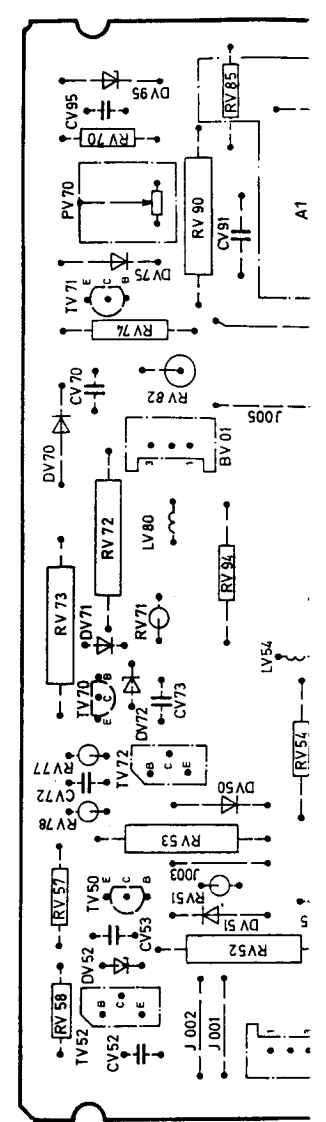 DV95
RV85
CV95
RV70
PV70
RV90
CV91
A1
DV75
TV71
E
C
B
RV74
CV70
RV82
J005
DV70
BV01
3
1
RV72
LV80
RV94
RV73
DV71
RV71
LV54
B
C
E
TV70
DV72
CV73
RV54
RV77
TV72
B
C
E
CV72
DV50
RV78
RV53
J003
RV57
TV50
E
C
B
RV51
DV51
CV53
5
DV52
RV52
RV58
TV52
B
C
E
CV52
J002
J001